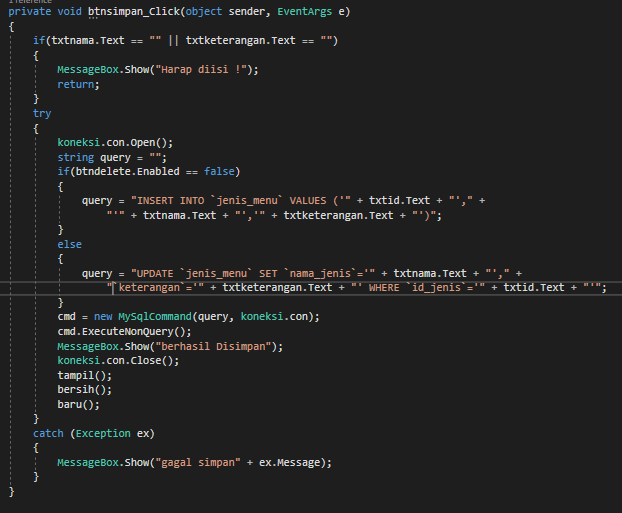 1 reference
private void btnsimpan_Click(object sender, EventArgs e)
{
if(txtnama.Text == "" || txtketerangan.Text == "")
{
MessageBox.Show("Harap diisi !");
return;
}
try
{
koneksi.con.Open();
string query = "";
if(btndelete.Enabled == false)
{
query = "INSERT INTO `jenis_menu` VALUES ('" + txtid.Text + "'," +
"'" + txtnama.Text + "','" + txtketerangan.Text + "')";
}
else
{
query = "UPDATE `jenis_menu` SET `nama_jenis`='" + txtnama.Text + "'," +
"`keterangan`='" + txtketerangan.Text + "' WHERE `id_jenis`='" + txtid.Text + "'";
}
cmd = new MySqlCommand(query, koneksi.con);
cmd.ExecuteNonQuery();
MessageBox.Show("berhasil Disimpan");
koneksi.con.Close();
tampil();
bersih();
baru();
}
catch (Exception ex)
{
MessageBox.Show("gagal simpan" + ex.Message);
}
}